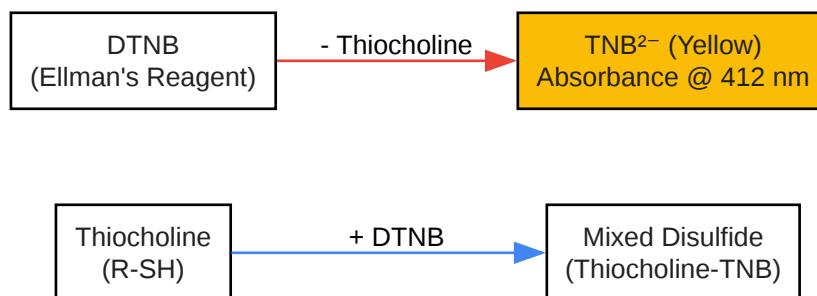 DTNB
(Ellman's Reagent)
- Thiocholine
TNB²⁻ (Yellow)
Absorbance @ 412 nm
Thiocholine
(R-SH)
+ DTNB
Mixed Disulfide
(Thiocholine-TNB)